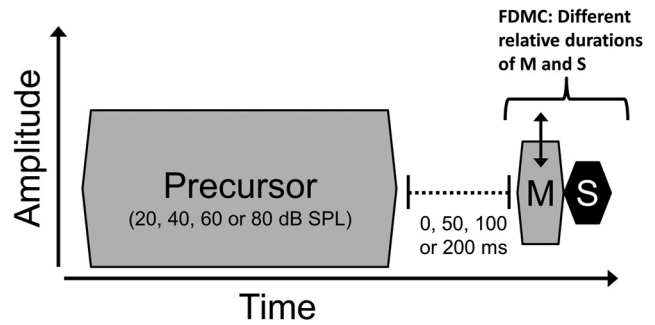 FDMC: Different
relative durations
of M and S
Amplitude
Precursor
(20, 40, 60 or 80 dB SPL)
M
S
0, 50, 100
or 200 ms
Time